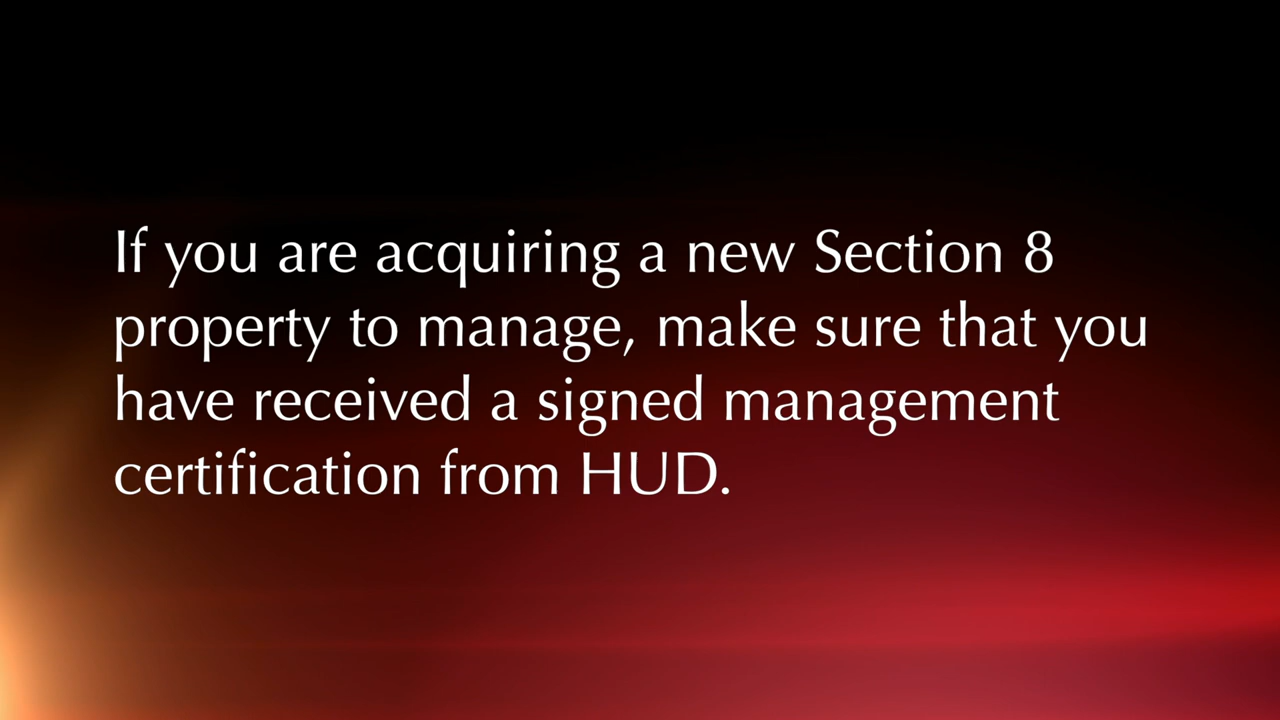 If you are acquiring a new Section 8
property to manage, make sure that you
have received a signed management
certification from HUD.